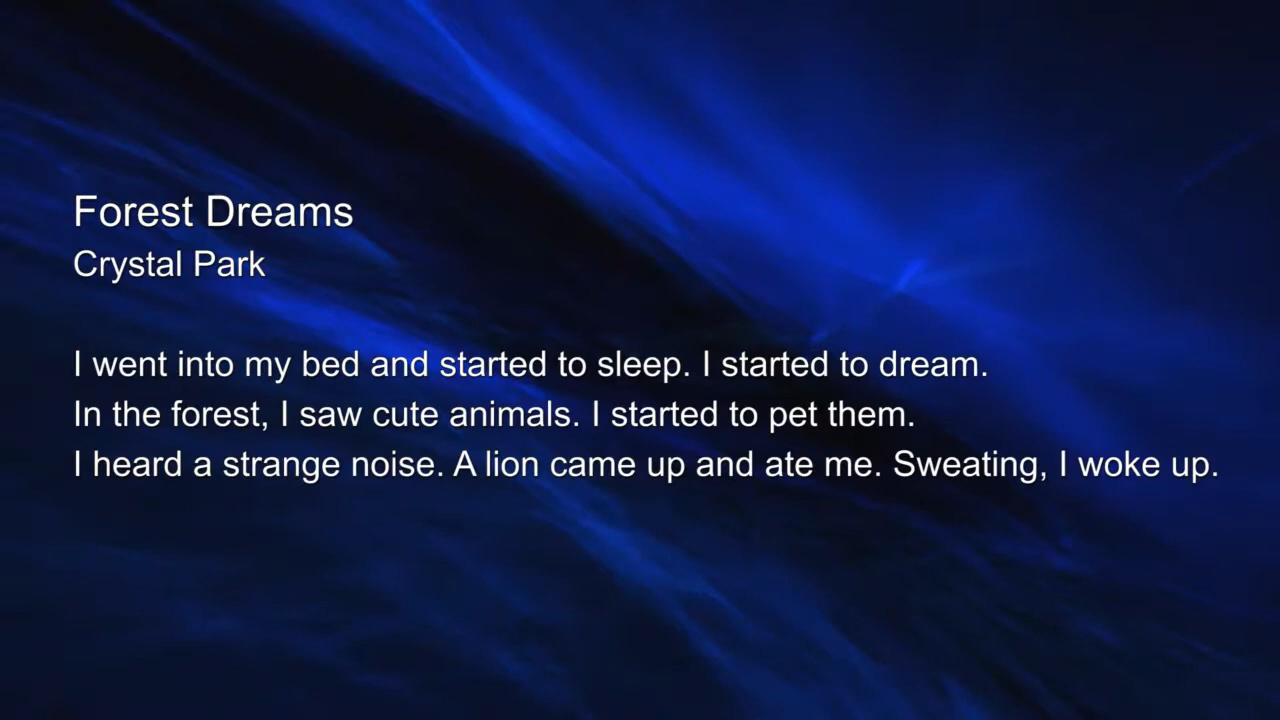 Forest Dreams
Crystal Park
I went into my bed and started to sleep. I started to dream.
In the forest, I saw cute animals. I started to pet them.
I heard a strange noise. A lion came up and ate me. Sweating, I woke up.